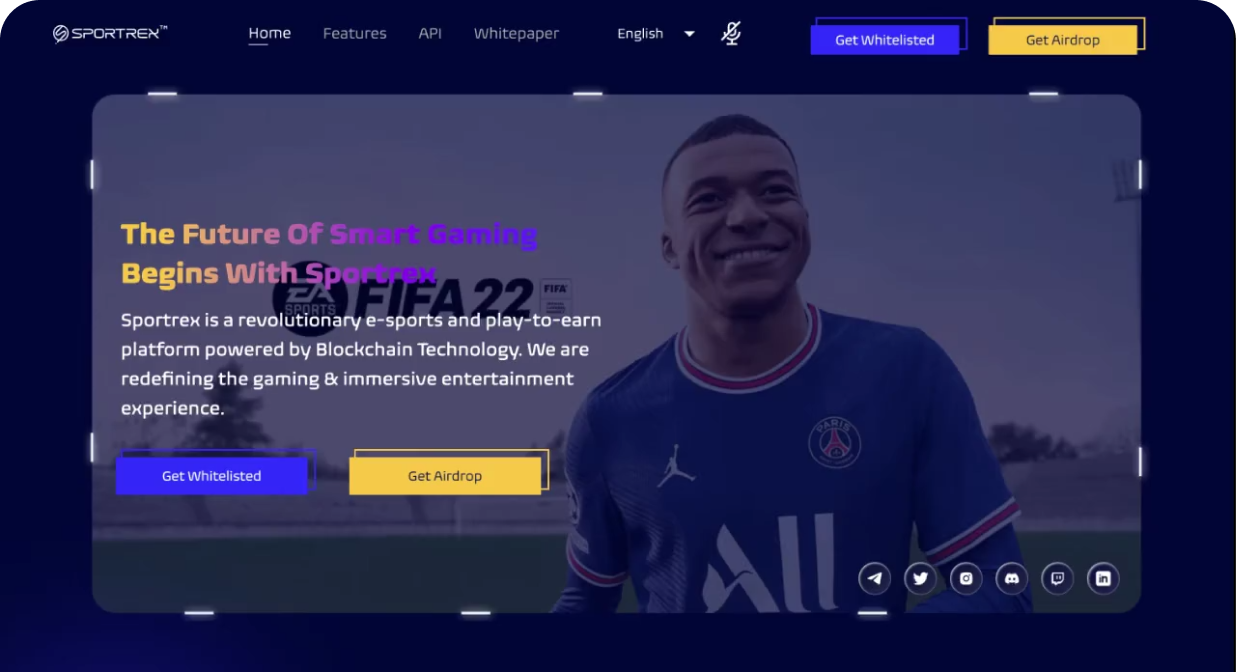 SPORTREX™
Home Features API Whitepaper English
Get Whitelisted Get Airdrop
The Future Of Smart Gaming
Begins With Sportrex
EA SPORTS FIFA 22 FIFA
Sportrex is a revolutionary e-sports and play-to-earn
platform powered by Blockchain Technology. We are
redefining the gaming & immersive entertainment
experience.
Get Whitelisted Get Airdrop
PARIS
ALL
in